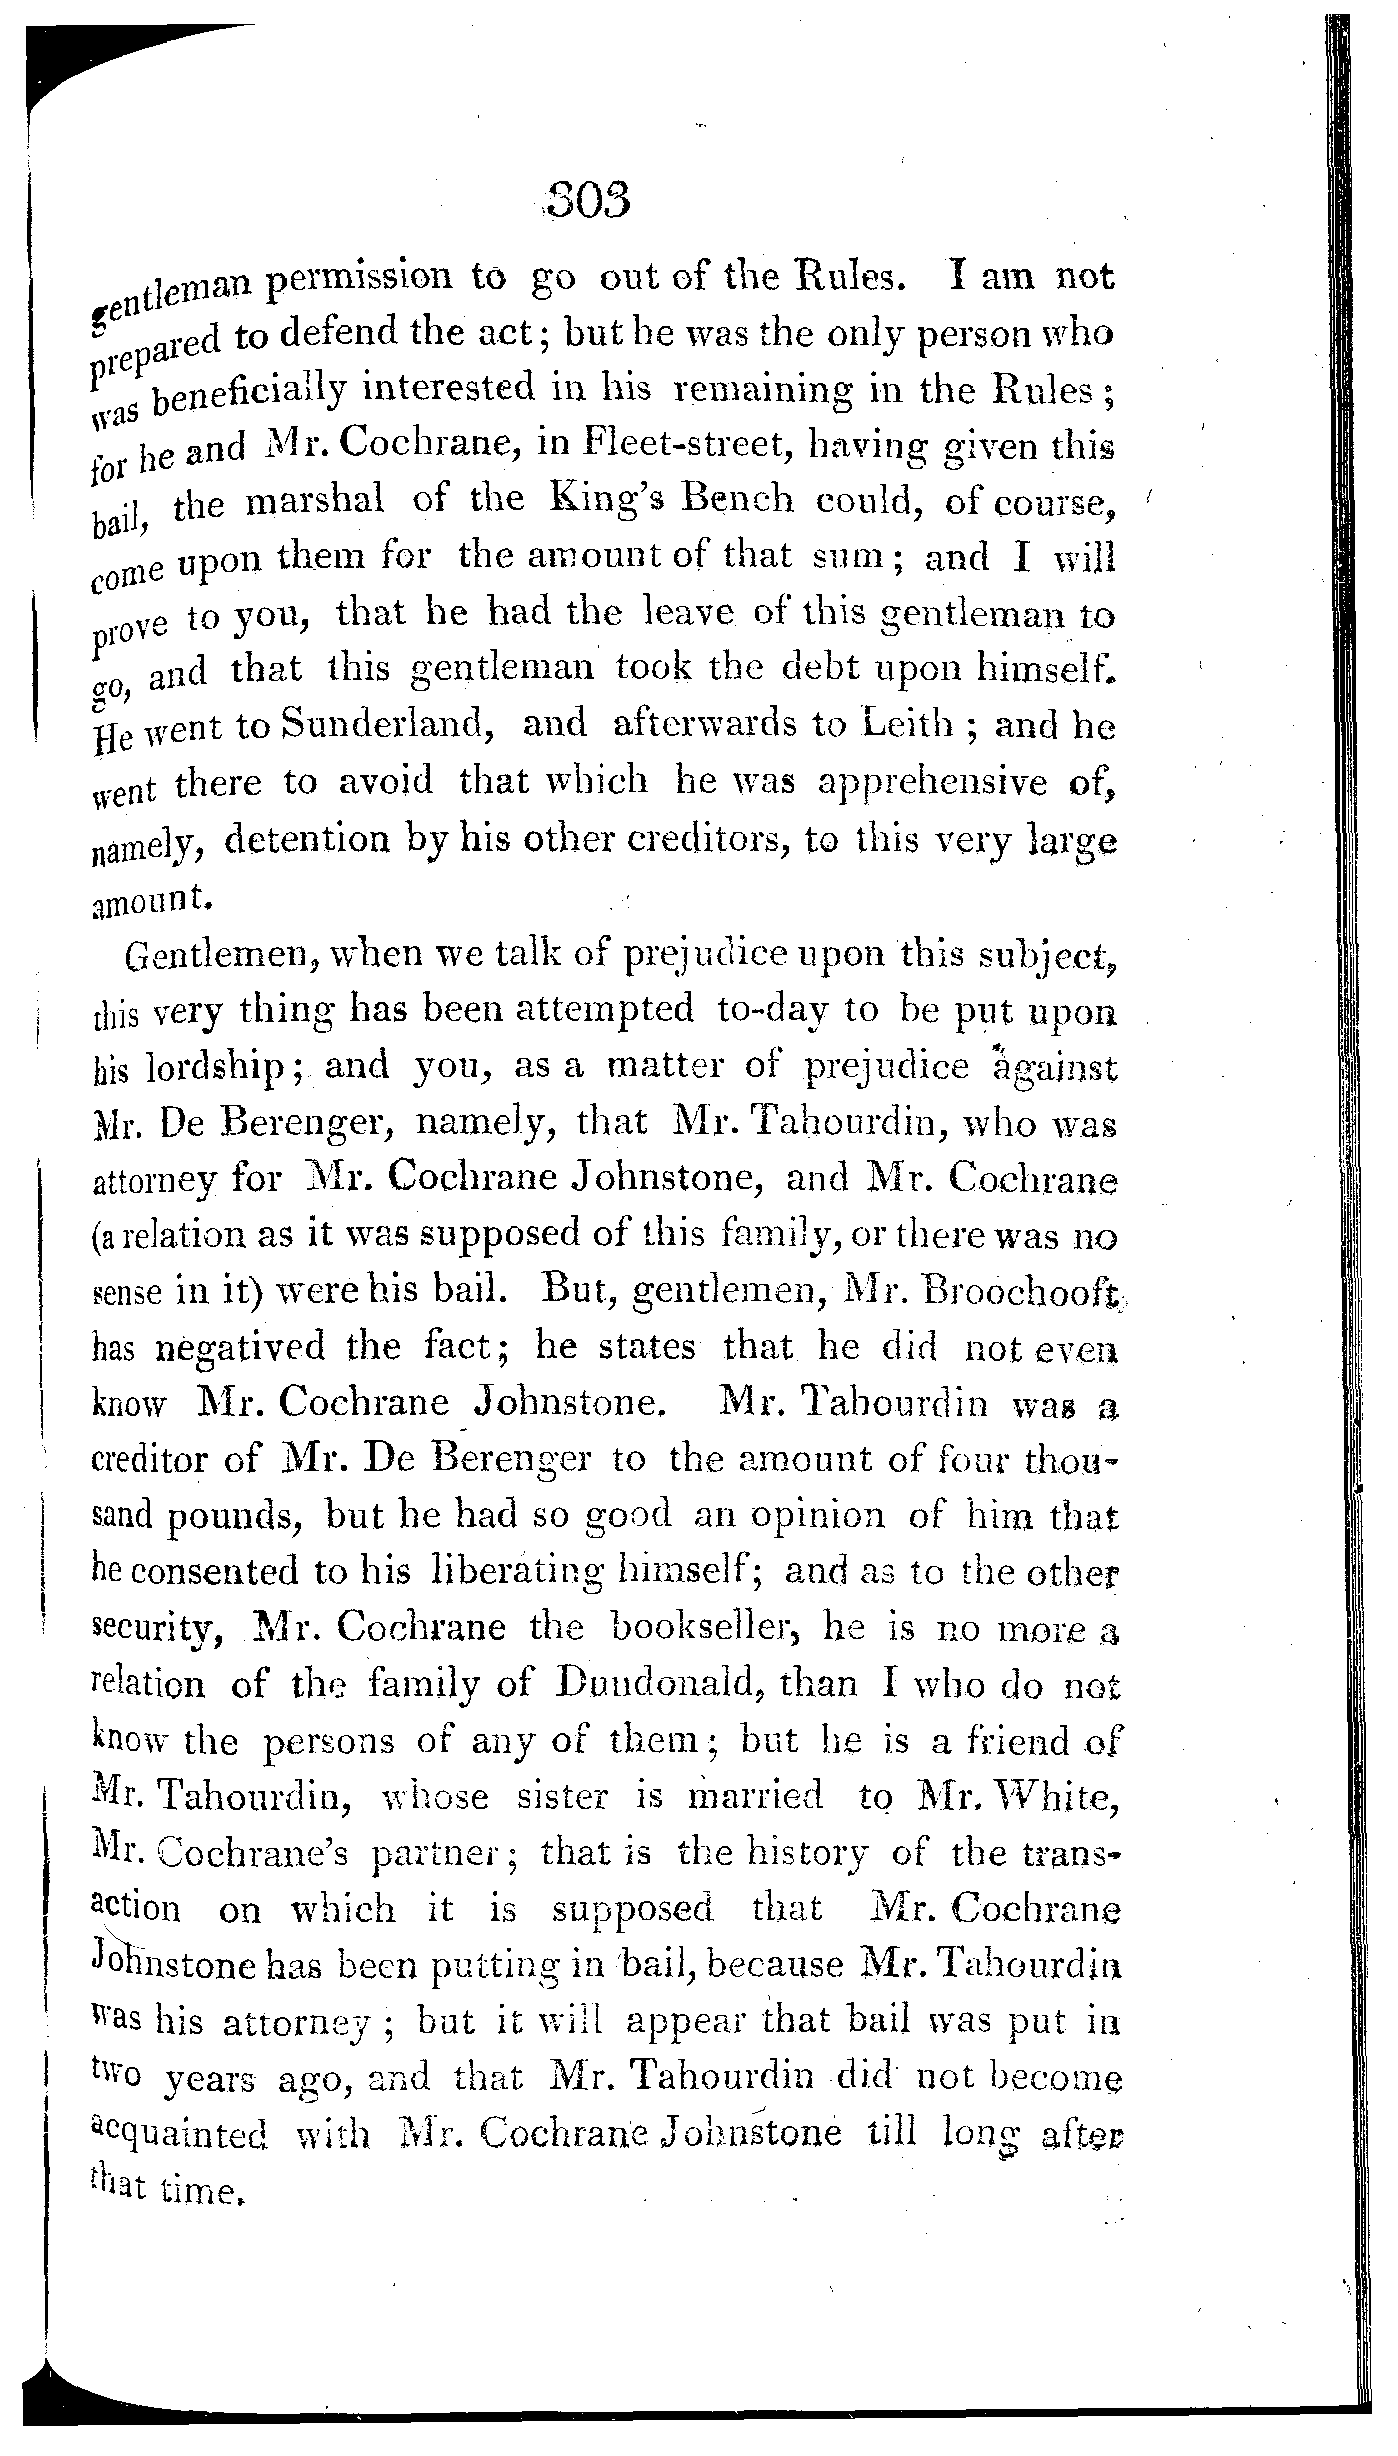 303
gentleman permission to go out of the Rules. I am not
prepared to defend the act; but he was the only person who
was beneficially interested in his remaining in the Rules;
for he and Mr. Cochrane, in Fleet-street, having given this
bail, the marshal of the King's Bench could, of course,
come upon them for the amount of that sum; and I will
prove to you, that he had the leave of this gentleman to
go, and that this gentleman took the debt upon himself.
He went to Sunderland, and afterwards to Leith; and he
went there to avoid that which he was apprehensive of,
namely, detention by his other creditors, to this very large
amount.
Gentlemen, when we talk of prejudice upon this subject,
this very thing has been attempted to-day to be put upon
his lordship; and you, as a matter of prejudice against
Mr. De Berenger, namely, that Mr. Tahourdin, who was
attorney for Mr. Cochrane Johnstone, and Mr. Cochrane
(a relation as it was supposed of this family, or there was no
sense in it) were his bail. But, gentlemen, Mr. Broochooft
has negatived the fact; he states that he did not even
know Mr. Cochrane Johnstone. Mr. Tahourdin was a
creditor of Mr. De Berenger to the amount of four thou-
sand pounds, but he had so good an opinion of him that
he consented to his liberating himself; and as to the other
security, Mr. Cochrane the bookseller, he is no more a
relation of the family of Dundonald, than I who do not
know the persons of any of them; but he is a friend of
Mr. Tahourdin, whose sister is married to Mr. White,
Mr. Cochrane's partner; that is the history of the trans-
action on which it is supposed that Mr. Cochrane
Johnstone has been putting in bail, because Mr. Tahourdin
was his attorney; but it will appear that bail was put in
two years ago, and that Mr. Tahourdin did not become
acquainted with Mr. Cochrane Johnstone till long after
that time.